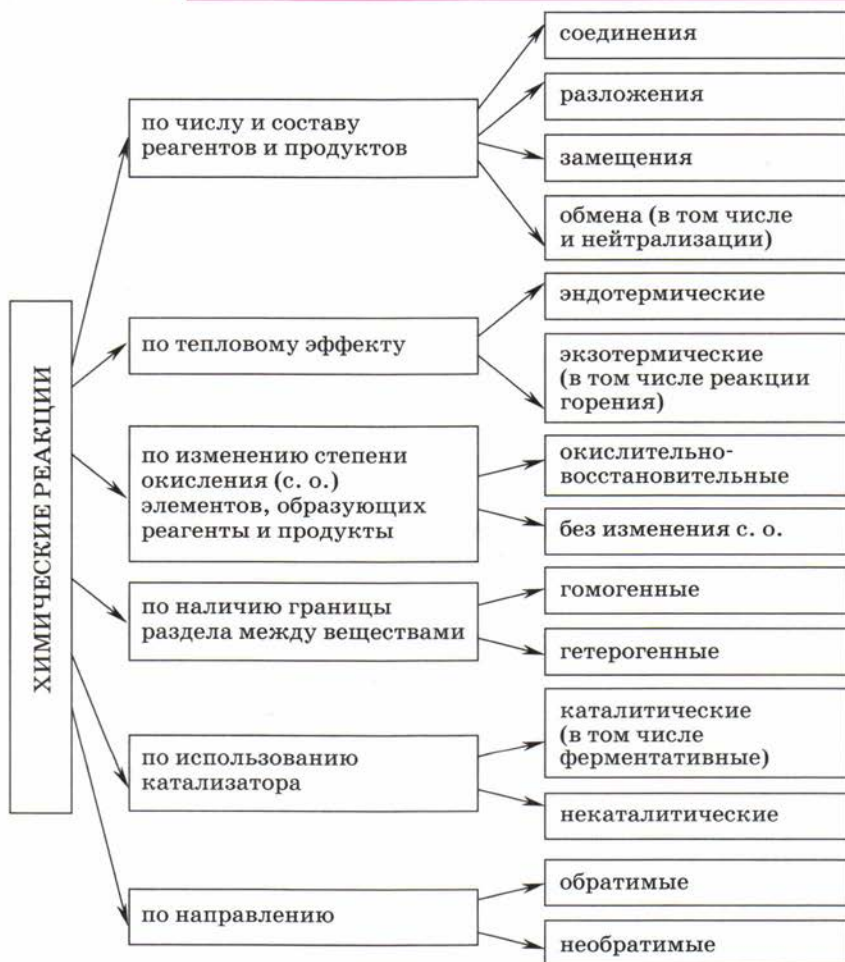 ХИМИЧЕСКИЕ РЕАКЦИИ
по числу и составу
реагентов и продуктов
соединения
разложения
замещения
обмена (в том числе
и нейтрализации)
по тепловому эффекту
эндотермические
экзотермические
(в том числе реакции
горения)
по изменению степени
окисления (с. о.)
элементов, образующих
реагенты и продукты
окислительно-
восстановительные
без изменения с. о.
по наличию границы
раздела между веществами
гомогенные
гетерогенные
по использованию
катализатора
каталитические
(в том числе
ферментативные)
некаталитические
по направлению
обратимые
необратимые